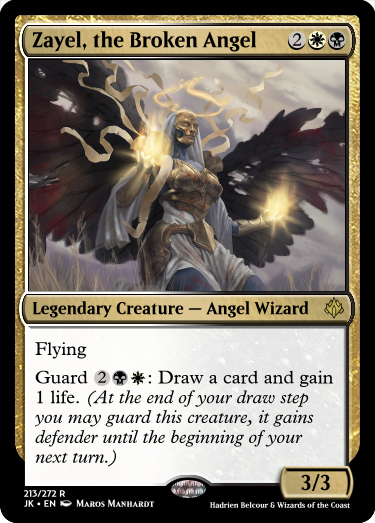 Zayel, the Broken Angel 2
Legendary Creature — Angel Wizard
Flying
Guard 2: Draw a card and gain
1 life. (At the end of your draw step
you may guard this creature, it gains
defender until the beginning of your
next turn.)
3/3
213/272 R
JK • EN Maros Manhardt
Hadrien Belcour & Wizards of the Coast